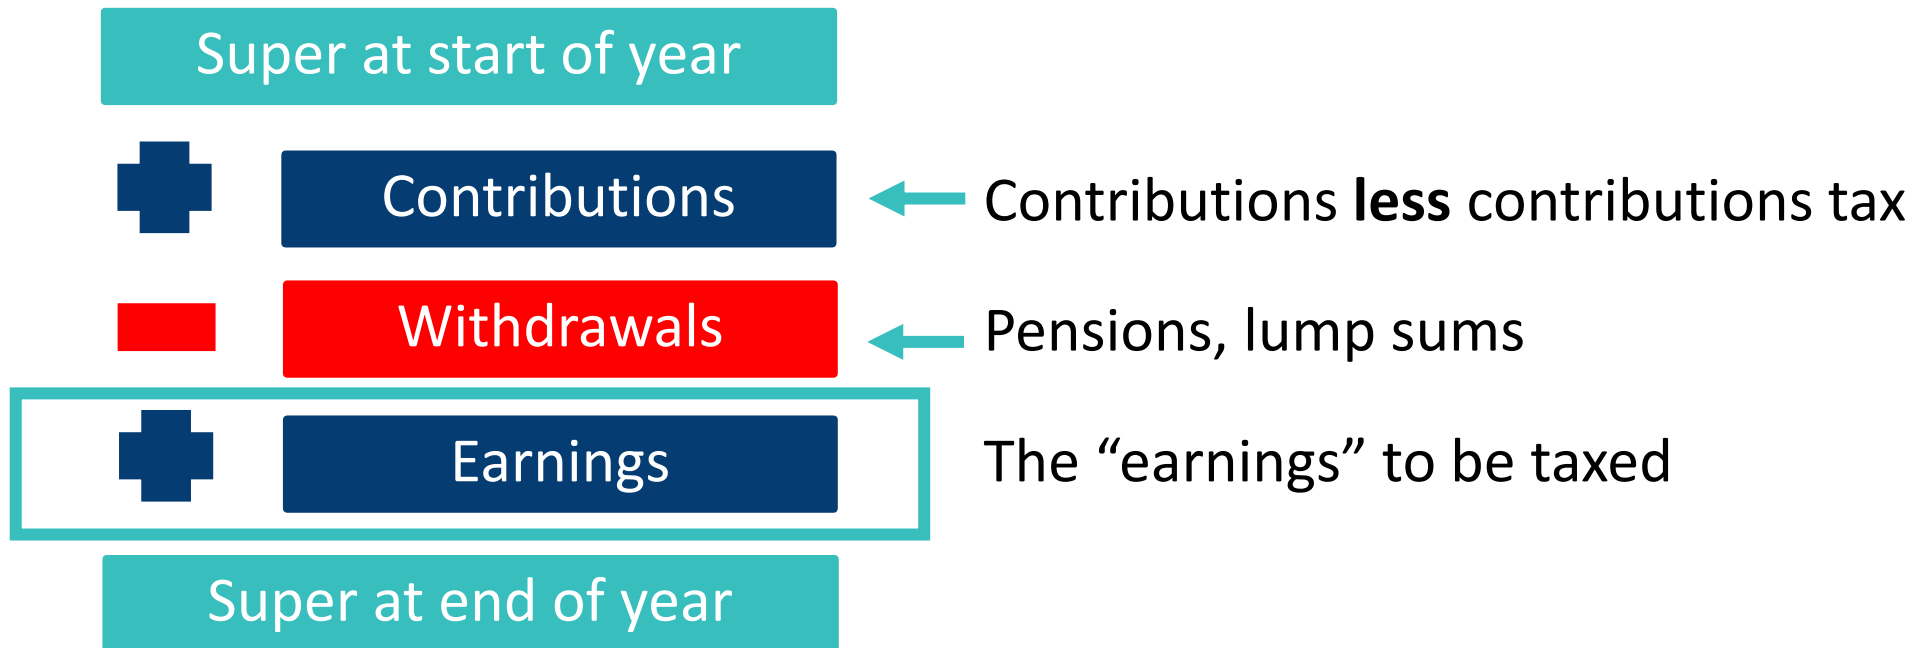 Super at start of year
Contributions
Contributions less contributions tax
Withdrawals
Pensions, lump sums
Earnings
The “earnings” to be taxed
Super at end of year